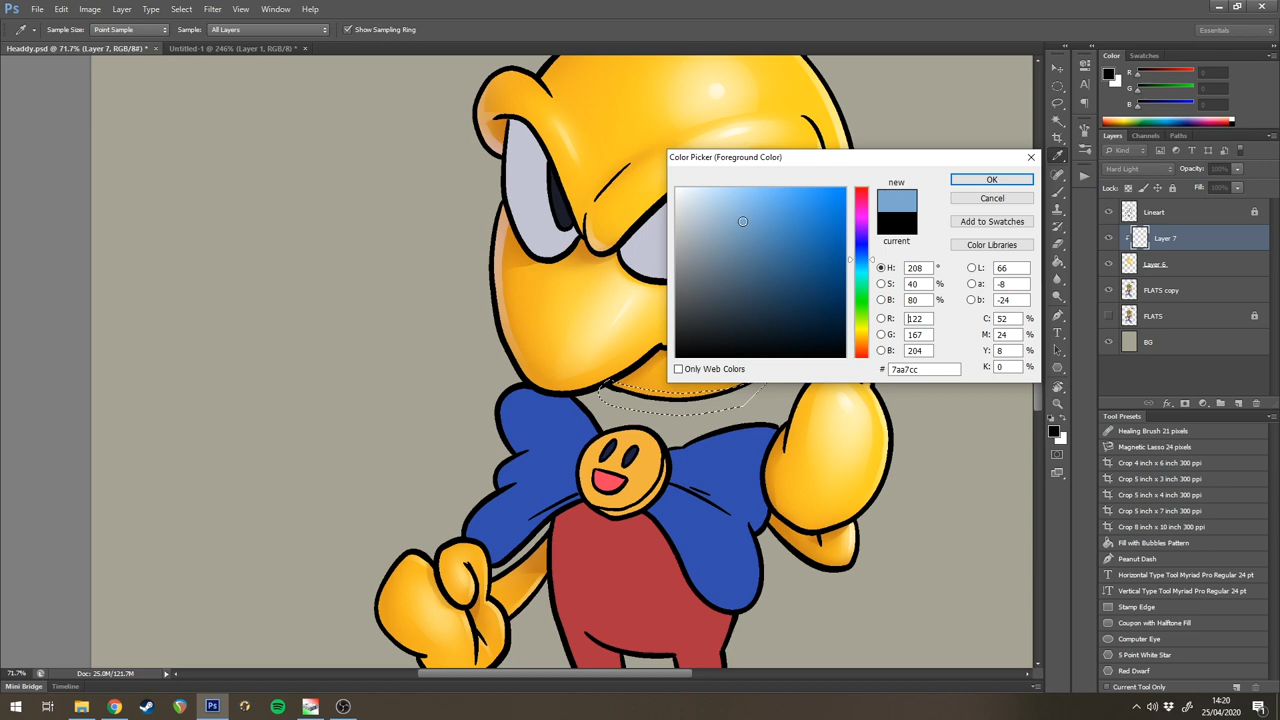 Ps File Edit Image Layer Type Select Filter View Window Help
Sample Size: Point Sample Sample: All Layers Show Sampling Ring Essentials
Headdy.psd @ 71.7% (Layer 7, RGB/8#) * × Untitled-1 @ 246% (Layer 1, RGB/8) * ×
Color Swatches
R
G
B
Color Picker (Foreground Color)
new
current
OK
Cancel
Add to Swatches
Color Libraries
H: 208 °
S: 40 %
B: 80 %
R: 122
G: 167
B: 204
L: 66
a: -8
b: -24
C: 52 %
M: 24 %
Y: 8 %
K: 0 %
# 7aa7cc
Only Web Colors
Layers Channels Paths
Kind
Hard Light Opacity: 100%
Lock: Fill: 100%
Lineart
Layer 7
Layer 6
FLATS copy
FLATS
BG
Tool Presets
Healing Brush 21 pixels
Magnetic Lasso 24 pixels
Crop 4 inch x 6 inch 300 ppi
Crop 5 inch x 3 inch 300 ppi
Crop 5 inch x 4 inch 300 ppi
Crop 5 inch x 7 inch 300 ppi
Crop 8 inch x 10 inch 300 ppi
Fill with Bubbles Pattern
Peanut Dash
Horizontal Type Tool Myriad Pro Regular 24 pt
Vertical Type Tool Myriad Pro Regular 24 pt
Stamp Edge
Coupon with Halftone Fill
Computer Eye
5 Point White Star
Red Dwarf
Current Tool Only
71.7% Doc: 25.0M/121.7M
Mini Bridge Timeline
14:20
25/04/2020